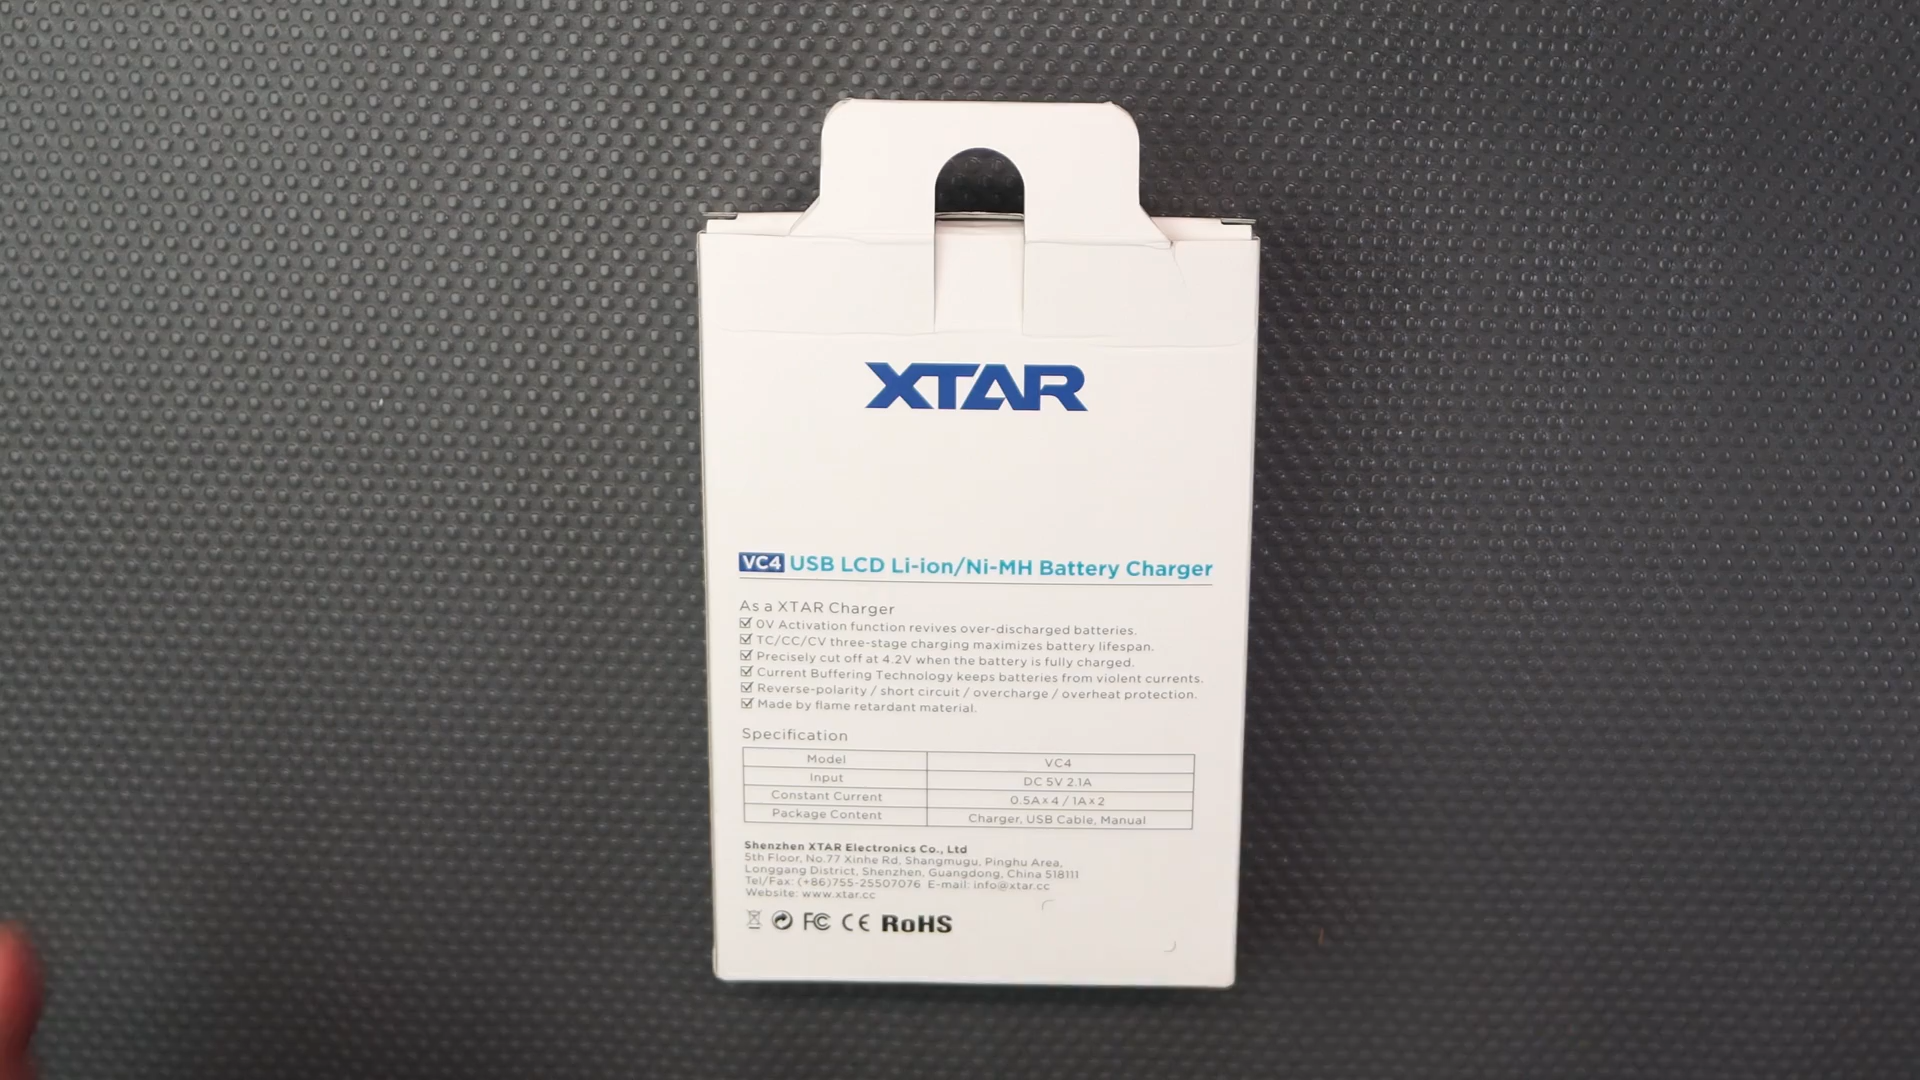 XTAR
VC4 USB LCD Li-ion/Ni-MH Battery Charger
As a XTAR Charger
☑ 0V Activation function revives over-discharged batteries.
☑ TC/CC/CV three-stage charging maximizes battery lifespan.
☑ Precisely cut off at 4.2V when the battery is fully charged.
☑ Current Buffering Technology keeps batteries from violent currents.
☑ Reverse-polarity / short circuit / overcharge / overheat protection.
☑ Made by flame retardant material.
Specification
Model VC4
Input DC 5V 2.1A
Constant Current 0.5A×4 / 1A×2
Package Content Charger, USB Cable, Manual
Shenzhen XTAR Electronics Co., Ltd
5th Floor, No.77 Xinhe Rd, Shangmugu, Pinghu Area,
Longgang District, Shenzhen, Guangdong, China 518111
Tel/Fax: (+86)755-25507076 E-mail: info@xtar.cc
Website: www.xtar.cc
FC CE RoHS